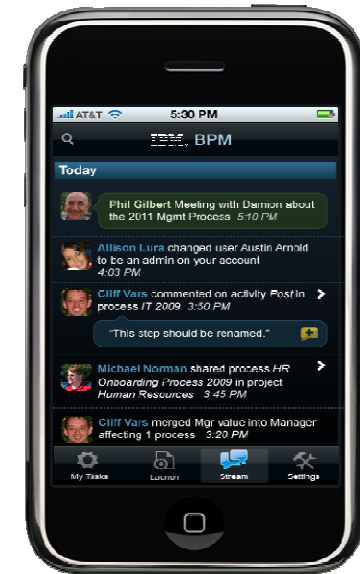 AT&T 5:30 PM
IBM. BPM
Today
Phil Gilbert Meeting with Damion about
the 2011 Mgmt Process 5:10 PM
Allison Lura changed user Austin Arnold
to be an admin on your account
4:03 PM
Cliff Vars commented on activity Post in
process IT 2009 3:50 PM
"This step should be renamed."
Michael Norman shared process HR
Onboarding Process 2009 in project
Human Resources 3:45 PM
Cliff Vars merged Mgr value into Manager
affecting 1 process 3:20 PM
My Tasks Launch Stream Settings